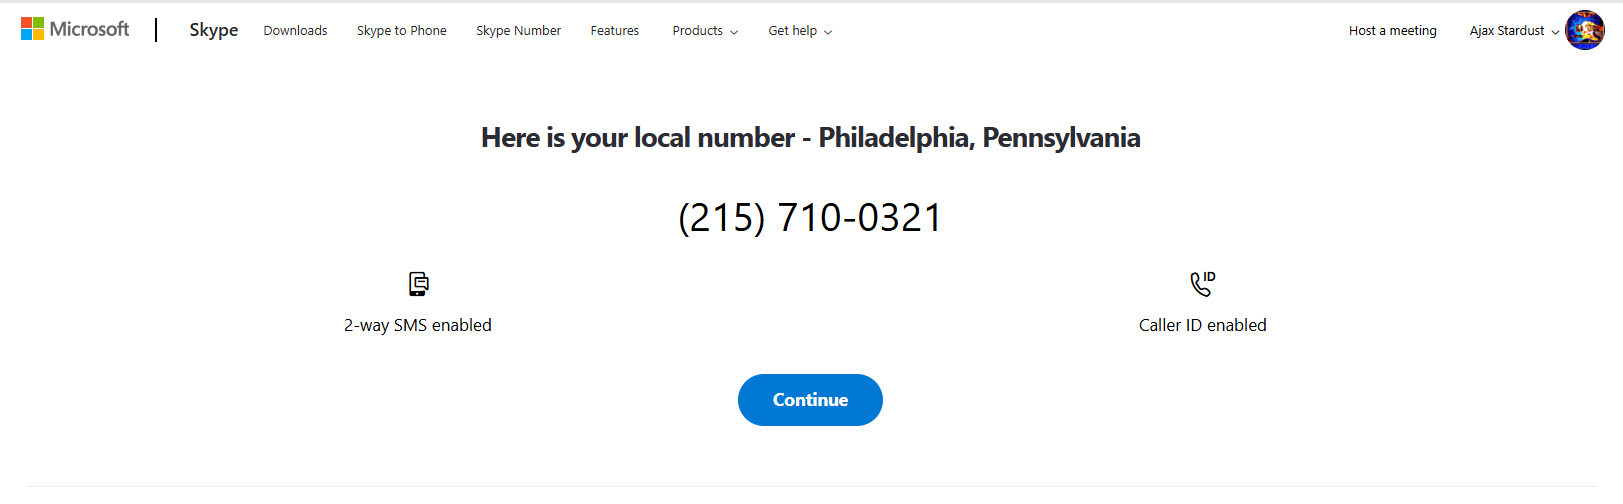 Microsoft | Skype Downloads Skype to Phone Skype Number Features Products Get help Host a meeting Ajax Stardust
Here is your local number - Philadelphia, Pennsylvania
(215) 710-0321
ID
2-way SMS enabled Caller ID enabled
Continue